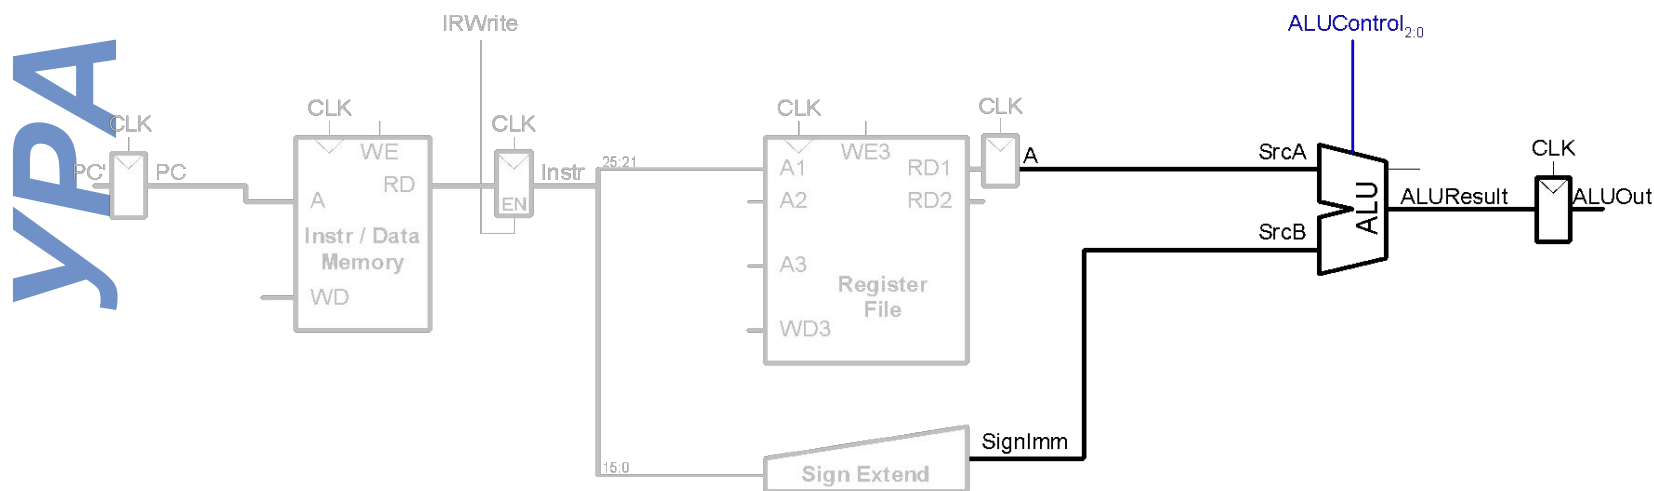 IRWrite
ALUControl2:0
УРА
CLK
CLK
CLK
CLK
CLK
CLK
PC'
PC
WE
RD
A
Instr / Data
Memory
WD
EN
Instr
25:21
A1
WE3
RD1
A2
RD2
A3
Register
File
WD3
A
SrcA
SrcB
ALU
ALUResult
ALUOut
SignImm
15:0
Sign Extend